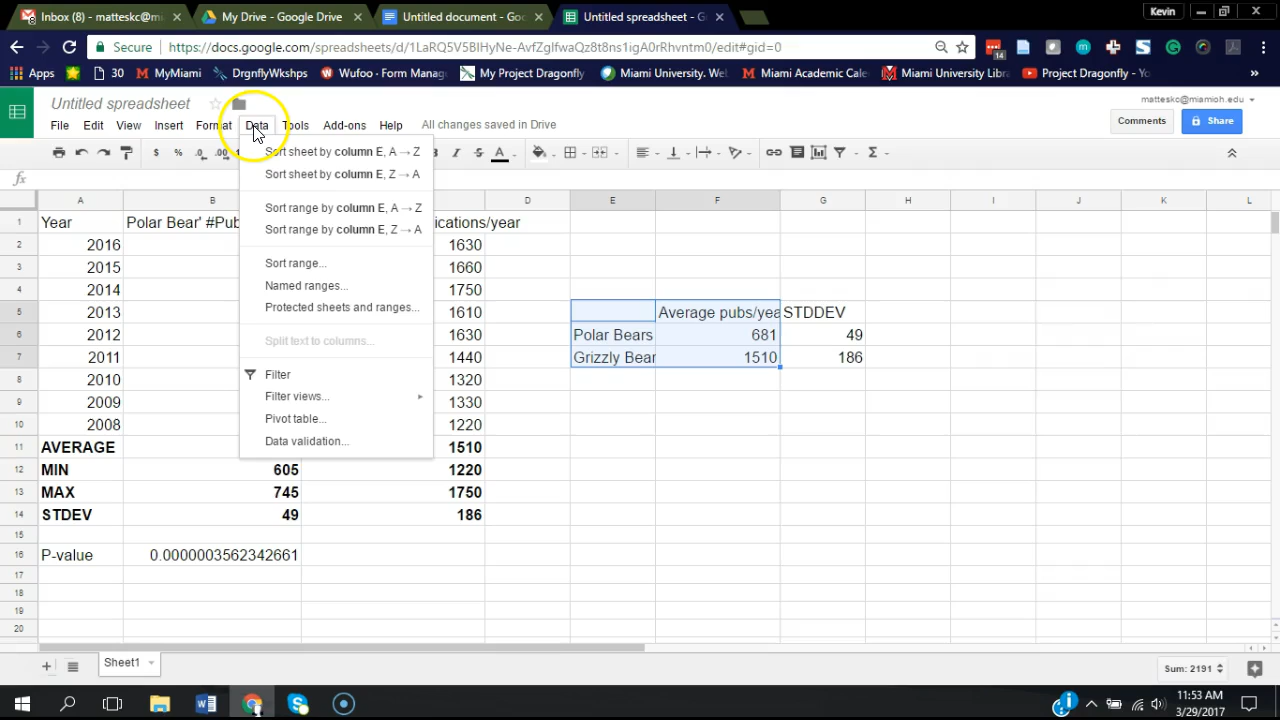 Inbox (8) - matteskc@mi
My Drive - Google Drive
Untitled document - Goo
Untitled spreadsheet - G
Kevin
Secure
https://docs.google.com/spreadsheets/d/1LaRQ5V5BIHyNe-AvfZglfwaQz8t8ns1igA0rRhvntm0/edit#gid=0
14
Apps
30
MyMiami
DrgnflyWkshps
Wufoo - Form Manag
My Project Dragonfly
Miami University. We
Miami Academic Cale
Miami University Libr
Project Dragonfly - Yo
»
Untitled spreadsheet
matteskc@miamioh.edu
File Edit View Insert Format Data Tools Add-ons Help All changes saved in Drive
Comments
Share
$ % .0 .00
B I S A Σ
fx
Sort sheet by column E, A → Z
Sort sheet by column E, Z → A
Sort range by column E, A → Z
Sort range by column E, Z → A
Sort range...
Named ranges...
Protected sheets and ranges...
Split text to columns...
Filter
Filter views...
Pivot table...
Data validation...
A B D E F G H I J K L
1 Year Polar Bear' #Pub ications/year
2 2016 1630
3 2015 1660
4 2014 1750
5 2013 1610 Average pubs/yea STDDEV
6 2012 1630 Polar Bears 681 49
7 2011 1440 Grizzly Bear 1510 186
8 2010 1320
9 2009 1330
10 2008 1220
11 AVERAGE 1510
12 MIN 605 1220
13 MAX 745 1750
14 STDEV 49 186
15
16 P-value 0.0000003562342661
17
18
19
20
Sheet1
Sum: 2191
11:53 AM
3/29/2017